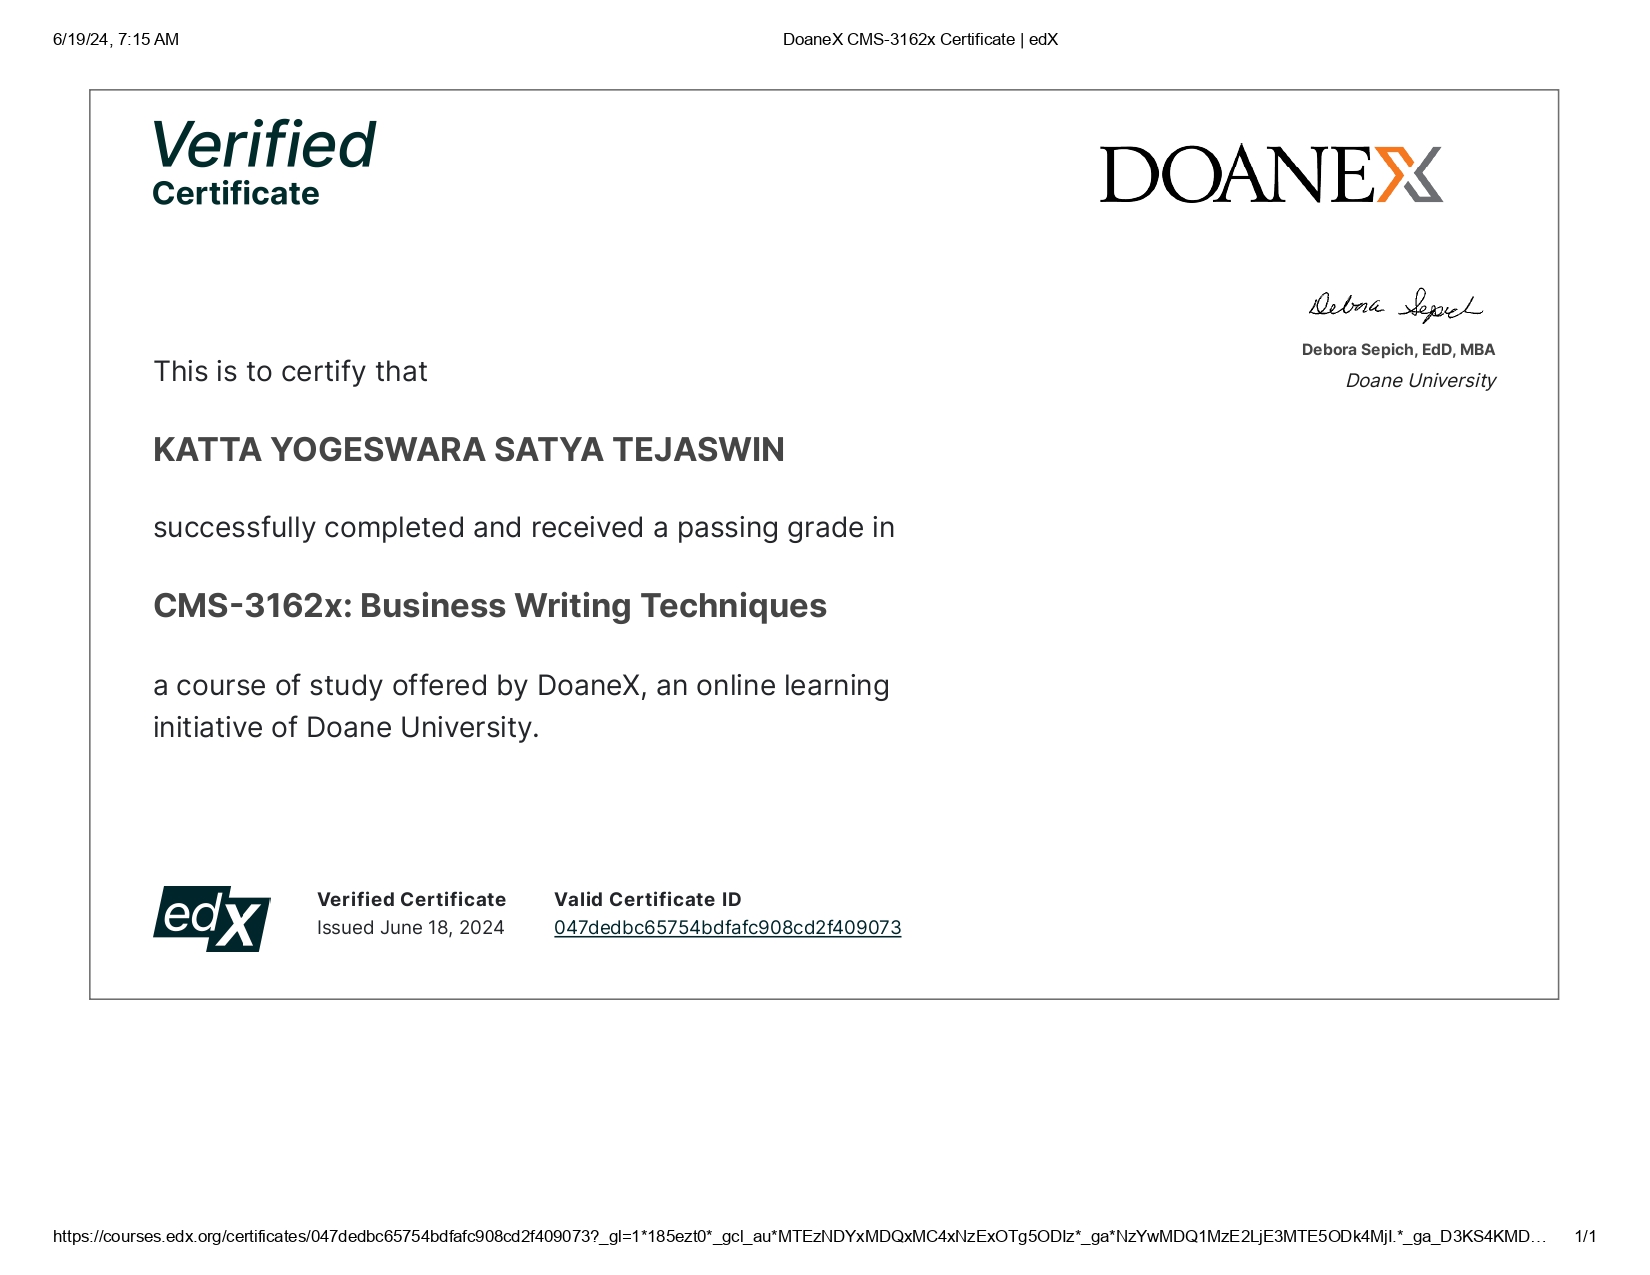 6/19/24, 7:15 AM
DoaneX CMS-3162x Certificate | edX
Verified
Certificate
DOANEX
Debora Sepich
Debora Sepich, EdD, MBA
Doane University
This is to certify that
KATTA YOGESWARA SATYA TEJASWIN
successfully completed and received a passing grade in
CMS-3162x: Business Writing Techniques
a course of study offered by DoaneX, an online learning
initiative of Doane University.
edX
Verified Certificate
Issued June 18, 2024
Valid Certificate ID
047dedbc65754bdfafc908cd2f409073
https://courses.edx.org/certificates/047dedbc65754bdfafc908cd2f409073?_gl=1*185ezt0*_gcl_au*MTEzNDYxMDQxMC4xNzExOTg5ODIz*_ga*NzYwMDQ1MzE2LjE3MTE5ODk4MjI.*_ga_D3KS4KMD…
1/1